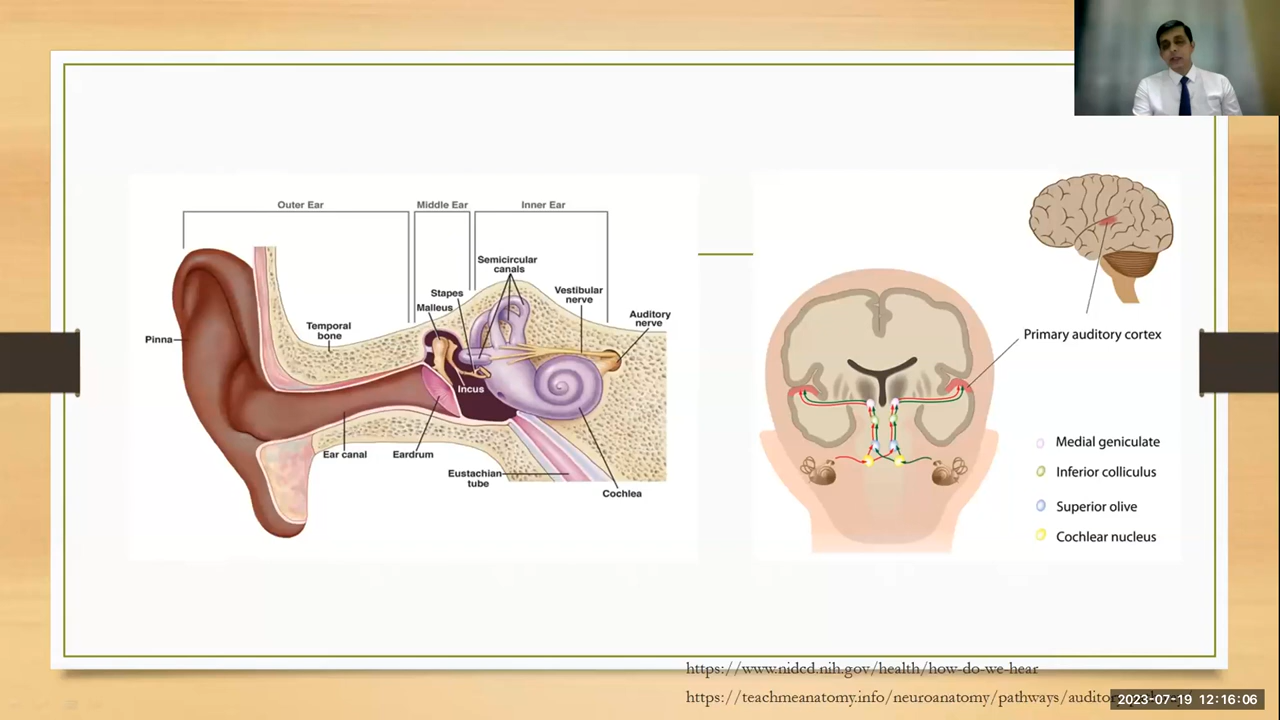 Outer Ear
Middle Ear
Inner Ear
Semicircular
canals
Stapes
Vestibular
nerve
Malleus
Auditory
nerve
Temporal
bone
Pinna
Incus
Ear canal
Eardrum
Eustachian
tube
Cochlea
Primary auditory cortex
Medial geniculate
Inferior colliculus
Superior olive
Cochlear nucleus
https://www.nidcd.nih.gov/health/how-do-we-hear
https://teachmeanatomy.info/neuroanatomy/pathways/auditory
2023-07-19 12:16:06